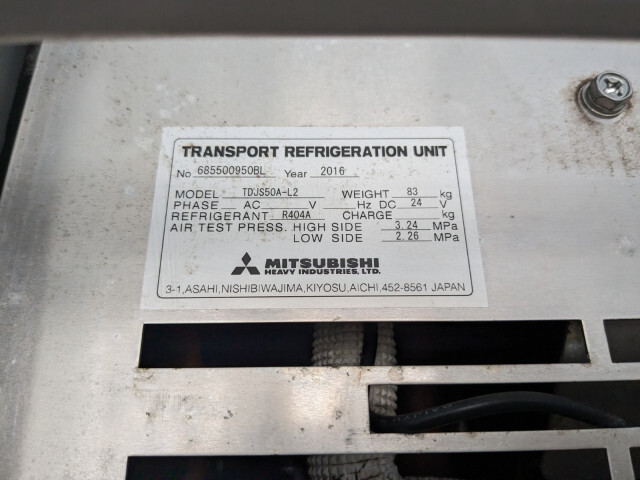 TRANSPORT REFRIGERATION UNIT
No 685500950BL Year 2016
MODEL TDJS50A-L2 WEIGHT 83 kg
PHASE AC V Hz DC 24 V
REFRIGERANT R404A CHARGE kg
AIR TEST PRESS. HIGH SIDE 3.24 MPa
LOW SIDE 2.26 MPa
MITSUBISHI
HEAVY INDUSTRIES, LTD.
3-1, ASAHI, NISHIBIWAJIMA, KIYOSU, AICHI, 452-8561 JAPAN